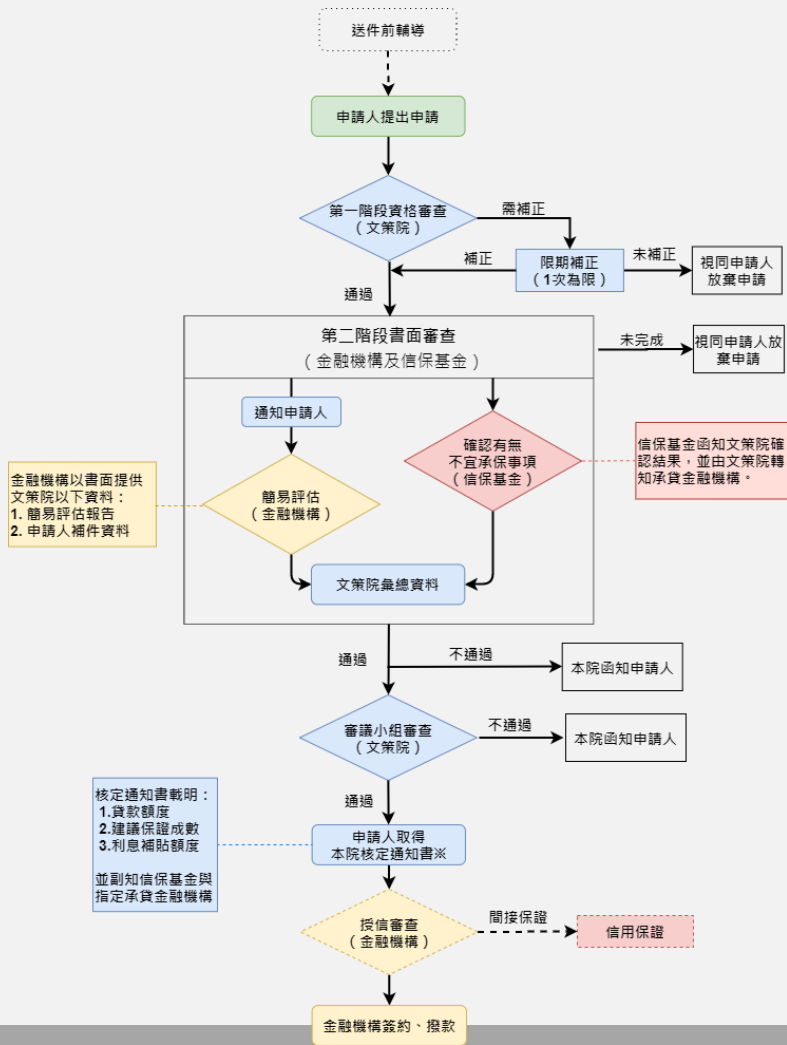 送件前輔導
申請人提出申請
第一階段資格審查
（文策院）
需補正
限期補正
（1次為限）
補正
未補正
視同申請人
放棄申請
通過
第二階段書面審查
（金融機構及信保基金）
未完成
視同申請人放
棄申請
通知申請人
簡易評估
（金融機構）
確認有無
不宜承保事項
（信保基金）
信保基金函知文策院確
認結果，並由文策院轉
知承貸金融機構。
金融機構以書面提供
文策院以下資料：
1. 簡易評估報告
2. 申請人補件資料
文策院彙總資料
通過
不通過
本院函知申請人
審議小組審查
（文策院）
不通過
本院函知申請人
通過
核定通知書載明：
1.貸款額度
2.建議保證成數
3.利息補貼額度
並副知信保基金與
指定承貸金融機構
申請人取得
本院核定通知書※
授信審查
（金融機構）
間接保證
信用保證
金融機構簽約、撥款